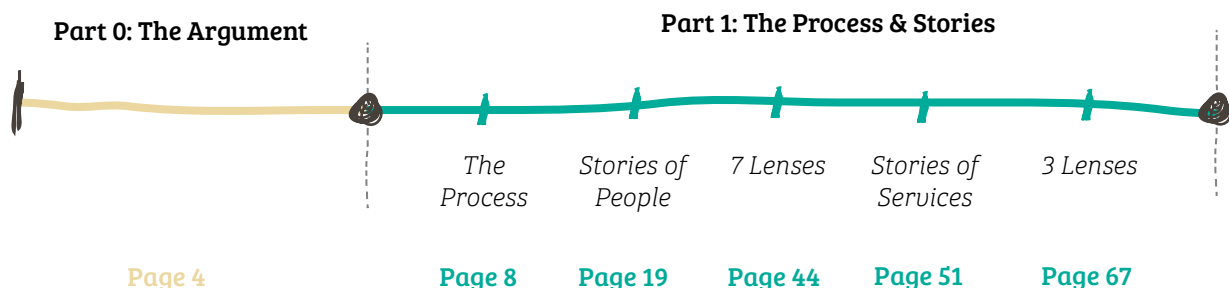 Part 0: The Argument
Part 1: The Process & Stories
The
Process
Stories of
People
7 Lenses
Stories of
Services
3 Lenses
Page 4
Page 8
Page 19
Page 44
Page 51
Page 67